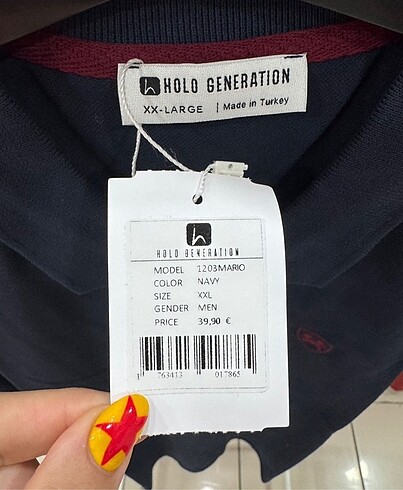 HOLO GENERATION
XX-LARGE | Made in Turkey
HOLO GENERATION
MODEL 1203MARIO
COLOR NAVY
SIZE XXL
GENDER MEN
PRICE 39,90 €
1 763413 017865